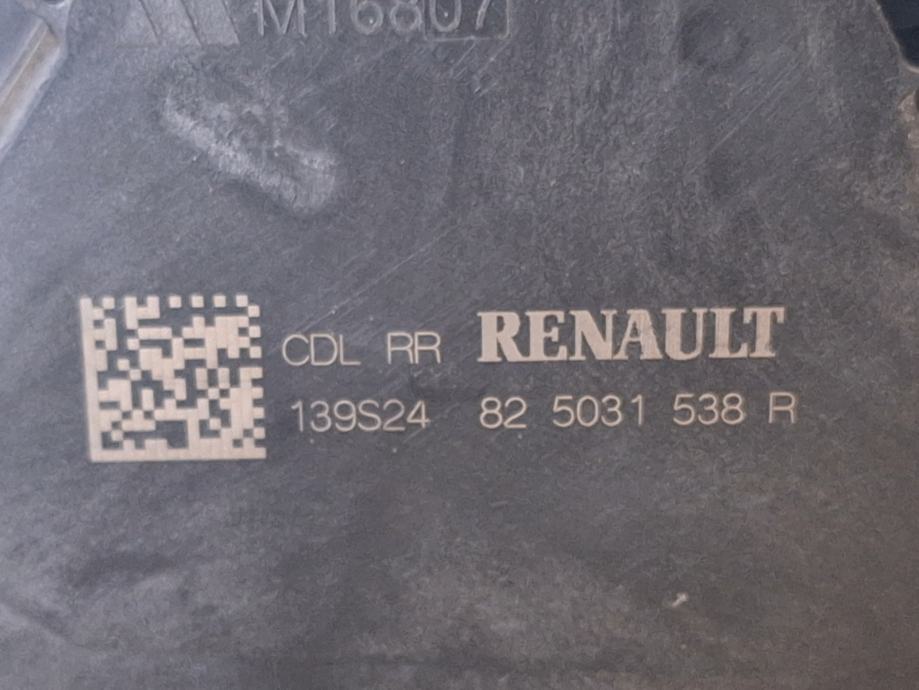 M16807
CDL RR RENAULT
139S24 82 5031 538 R